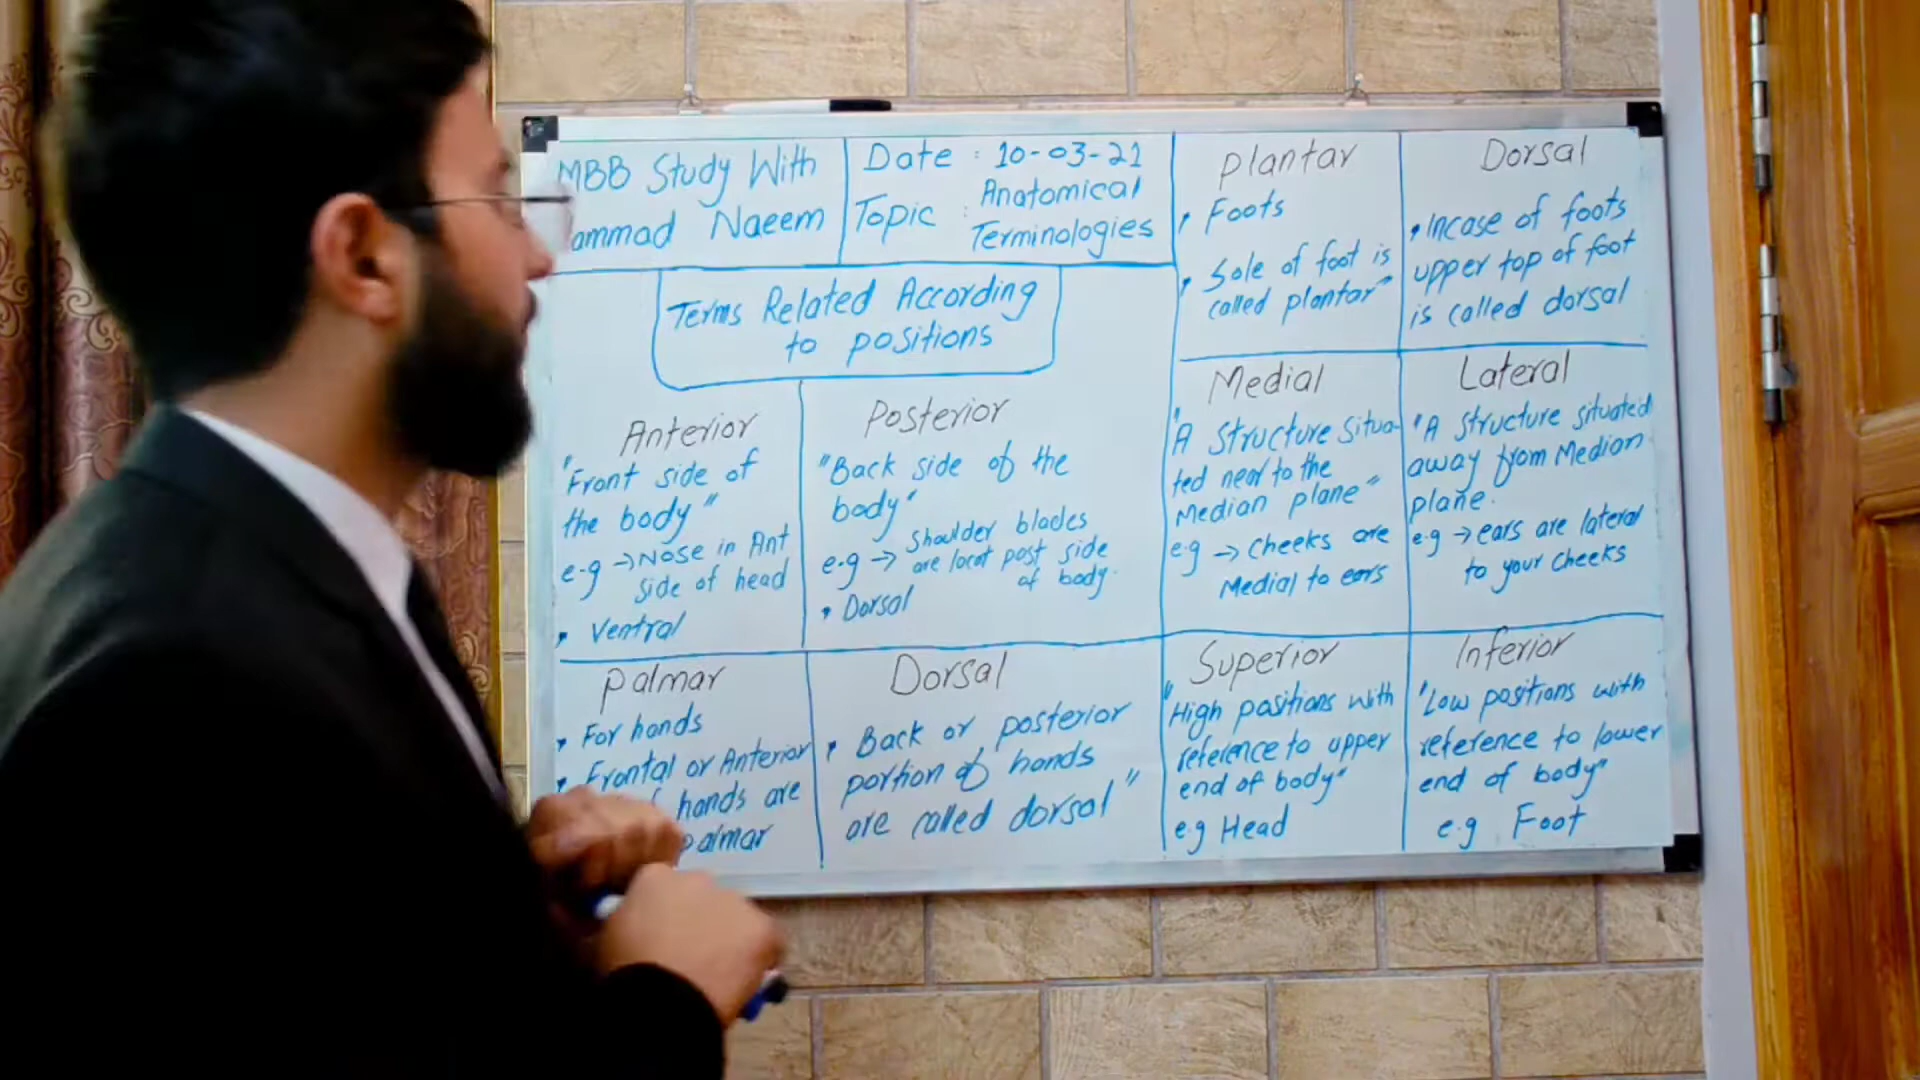 MBB Study With
ammad Naeem
Date : 10-03-21
Topic : Anatomical
Terminologies
Terms Related According
to positions
Anterior
"Front side of
the body"
e.g → Nose in Ant
side of head
• Ventral
Posterior
"Back side of the
body"
e.g → Shoulder blades
are locat post side
of body.
• Dorsal
Plantar
• Foots
• Sole of foot is
called plantar"
Dorsal
• Incase of foots
upper top of foot
is called dorsal
Medial
"A structure situa-
ted near to the
Median plane"
e.g → Cheeks are
Medial to ears
Lateral
"A structure situated
away from Median
plane.
e.g → ears are lateral
to your cheeks
Palmar
• For hands
• Frontal or Anterior
hands are
palmar
Dorsal
• Back or posterior
portion of hands
are called dorsal"
Superior
"High positions with
reference to upper
end of body"
e.g Head
Inferior
"Low positions with
reference to lower
end of body"
e.g Foot